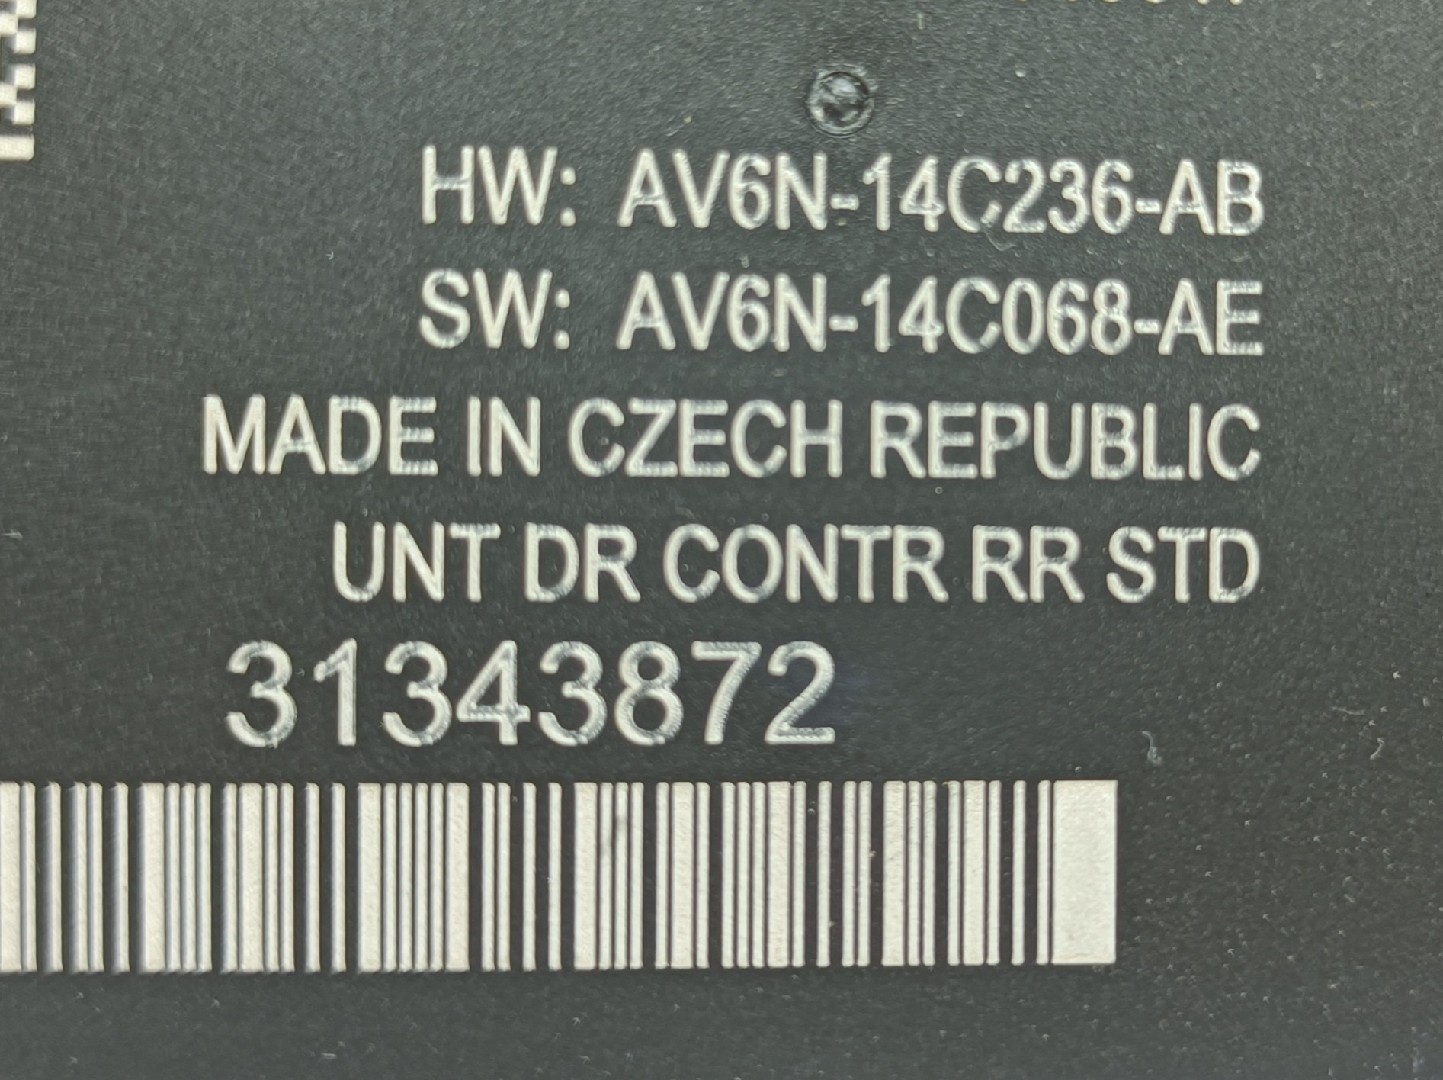 HW: AV6N-14C236-AB
SW: AV6N-14C068-AE
MADE IN CZECH REPUBLIC
UNT DR CONTR RR STD
31343872